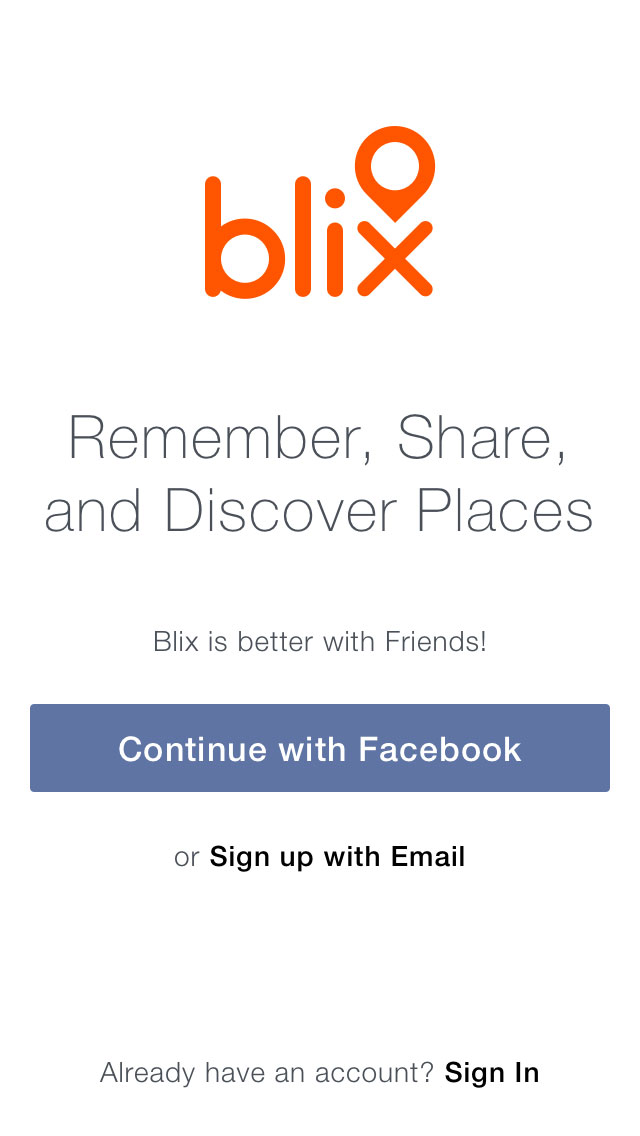 blix
Remember, Share,
and Discover Places
Blix is better with Friends!
Continue with Facebook
or Sign up with Email
Already have an account? Sign In